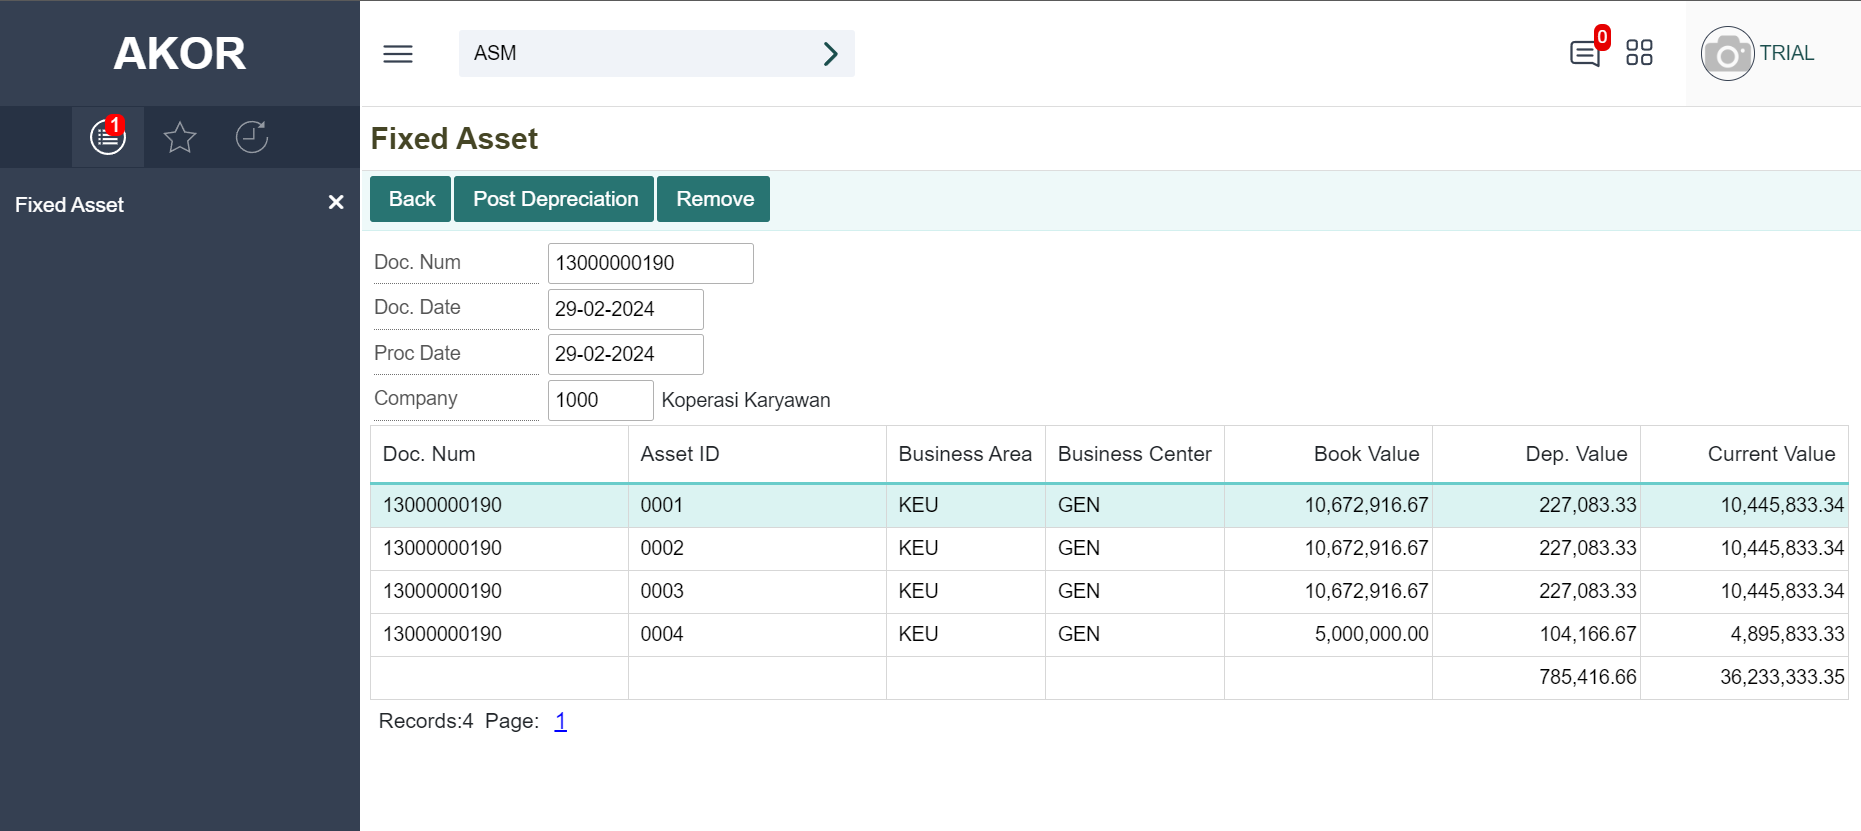 AKOR
ASM
0
TRIAL
1
Fixed Asset
Fixed Asset
Back Post Depreciation Remove
Doc. Num 13000000190
Doc. Date 29-02-2024
Proc Date 29-02-2024
Company 1000 Koperasi Karyawan
Doc. Num Asset ID Business Area Business Center Book Value Dep. Value Current Value
13000000190 0001 KEU GEN 10,672,916.67 227,083.33 10,445,833.34
13000000190 0002 KEU GEN 10,672,916.67 227,083.33 10,445,833.34
13000000190 0003 KEU GEN 10,672,916.67 227,083.33 10,445,833.34
13000000190 0004 KEU GEN 5,000,000.00 104,166.67 4,895,833.33
785,416.66 36,233,333.35
Records:4 Page: 1